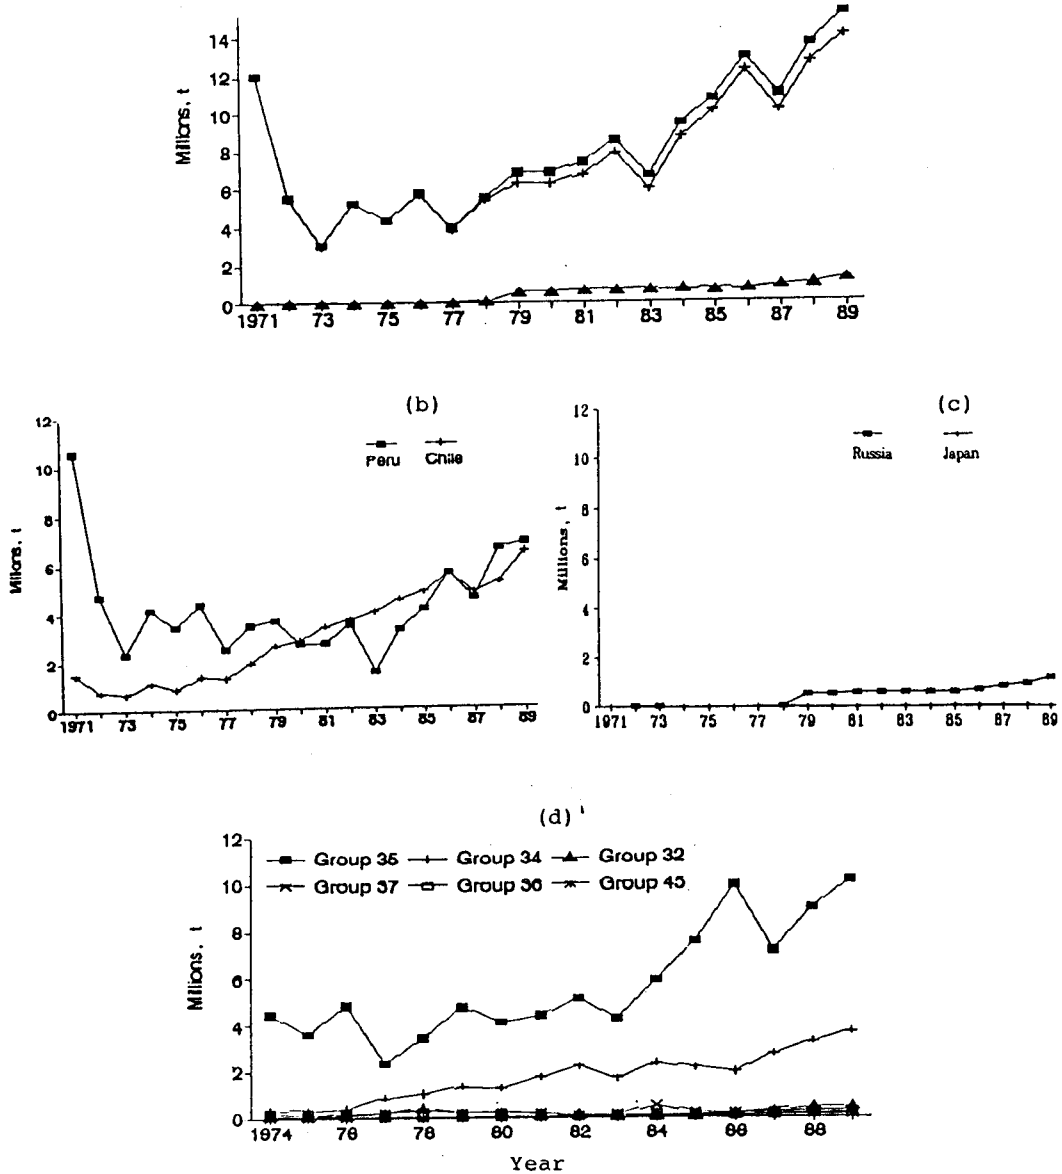 14
12
10
8
6
4
2
0
Millions, t
1971 73 75 77 79 81 83 85 87 89
(b)
12
10
8
6
4
2
0
Millions, t
Peru Chile
1971 73 75 77 79 81 83 85 87 89
(c)
12
10
8
6
4
2
0
Millions, t
Russia Japan
1971 73 75 77 79 81 83 85 87 89
(d)
12
10
8
6
4
2
0
Millions, t
Group 35 Group 34 Group 32
Group 37 Group 36 Group 45
1974 76 78 80 82 84 86 88
Year